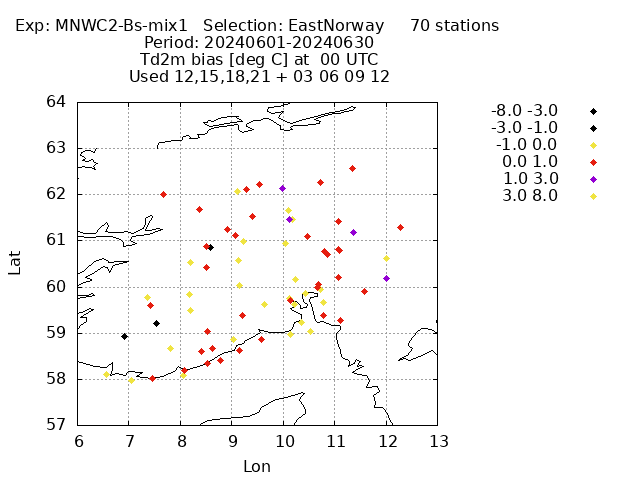 Exp: MNWC2-Bs-mix1   Selection: EastNorway     70 stations
Period: 20240601-20240630
Td2m bias [deg C] at  00 UTC
Used 12,15,18,21 + 03 06 09 12
-8.0 -3.0
-3.0 -1.0
-1.0 0.0
0.0 1.0
1.0 3.0
3.0 8.0
64
63
62
61
60
59
58
57
Lat
6 7 8 9 10 11 12 13
Lon